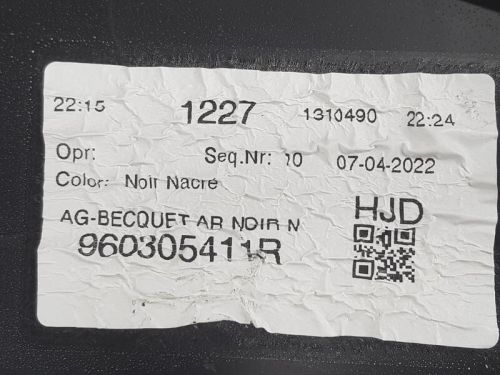 22:15 1227 1310490 22:24
Opr: Seq.Nr: 10 07-04-2022
Color: Noir Nacré
AG-BECQUET AR NOIR N HJD
960305411R